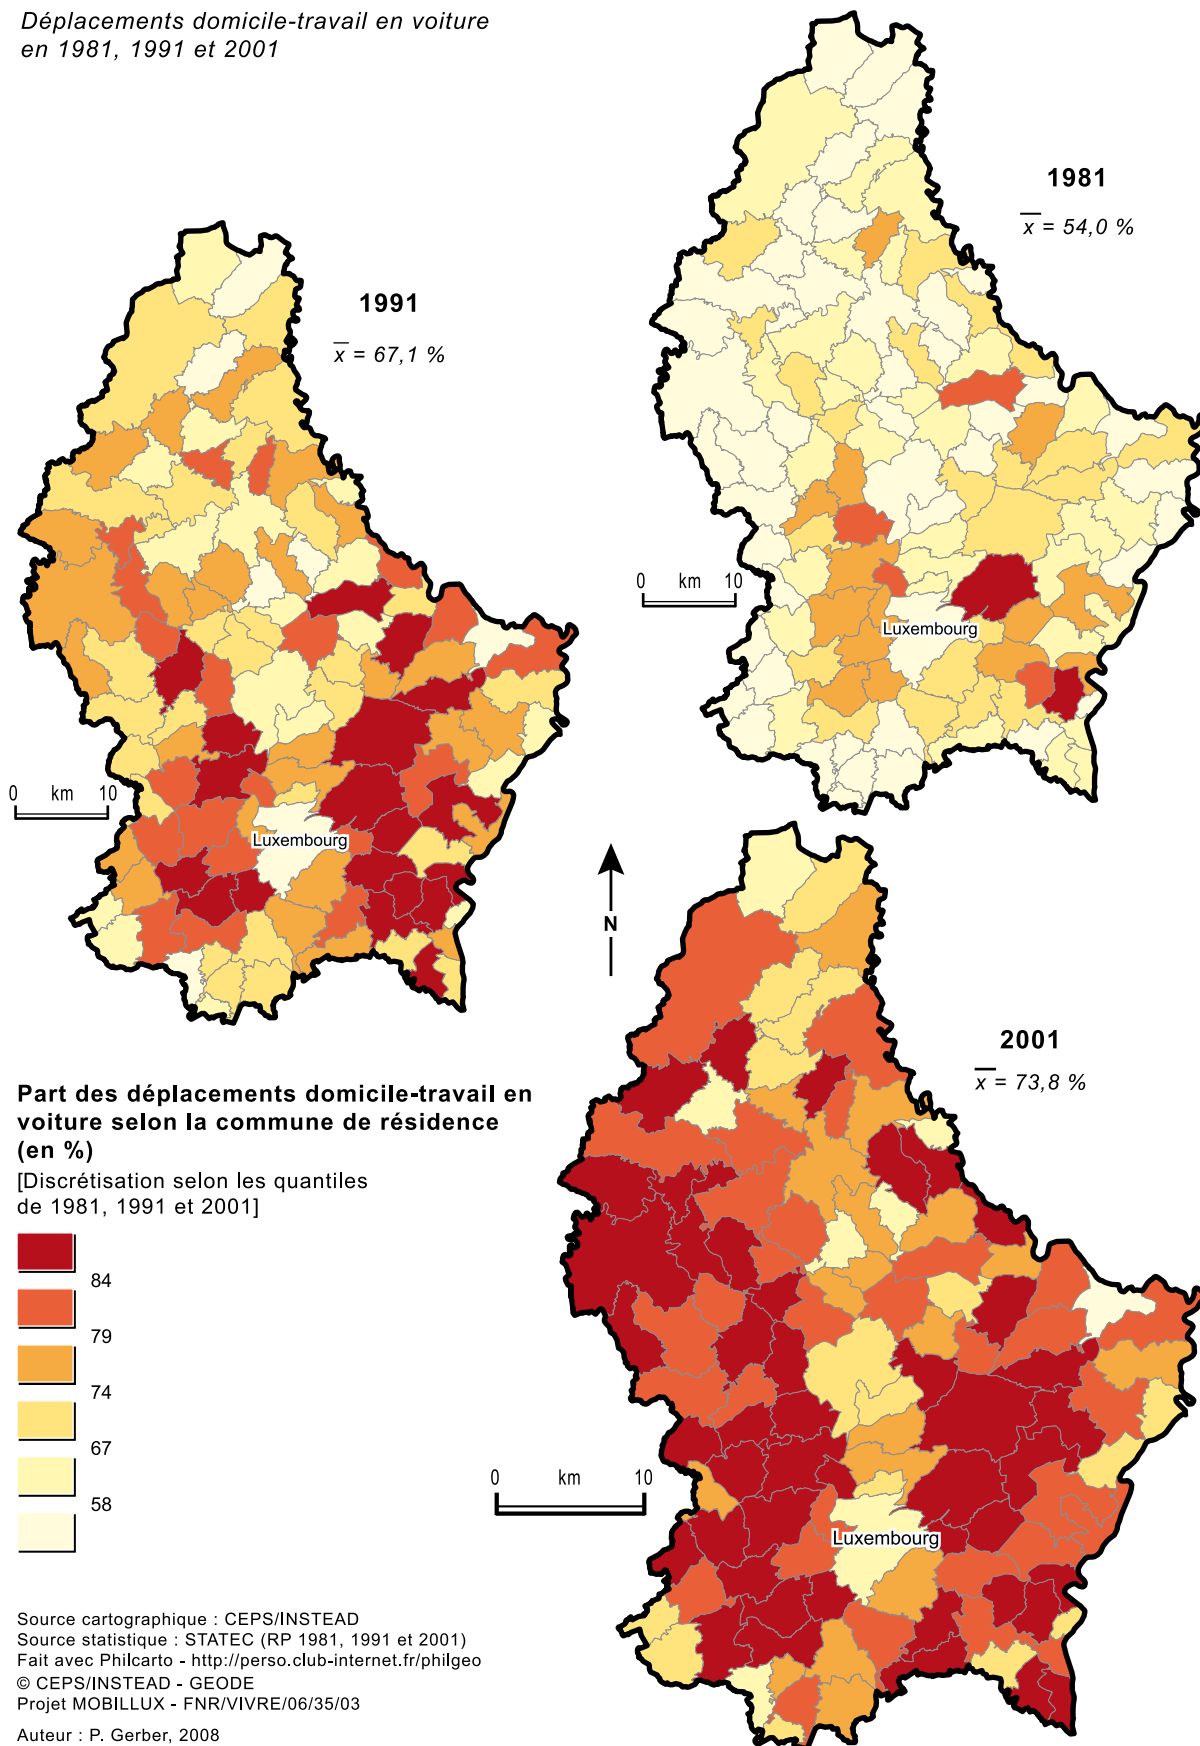 Déplacements domicile-travail en voiture
en 1981, 1991 et 2001
1981
x = 54,0 %
1991
x = 67,1 %
0 km 10
Luxembourg
0 km 10
Luxembourg
N
2001
x = 73,8 %
Part des déplacements domicile-travail en
voiture selon la commune de résidence
(en %)
[Discrétisation selon les quantiles
de 1981, 1991 et 2001]
84
79
74
67
58
0 km 10
Luxembourg
Source cartographique : CEPS/INSTEAD
Source statistique : STATEC (RP 1981, 1991 et 2001)
Fait avec Philcarto - http://perso.club-internet.fr/philgeo
© CEPS/INSTEAD - GEODE
Projet MOBILLUX - FNR/VIVRE/06/35/03
Auteur : P. Gerber, 2008